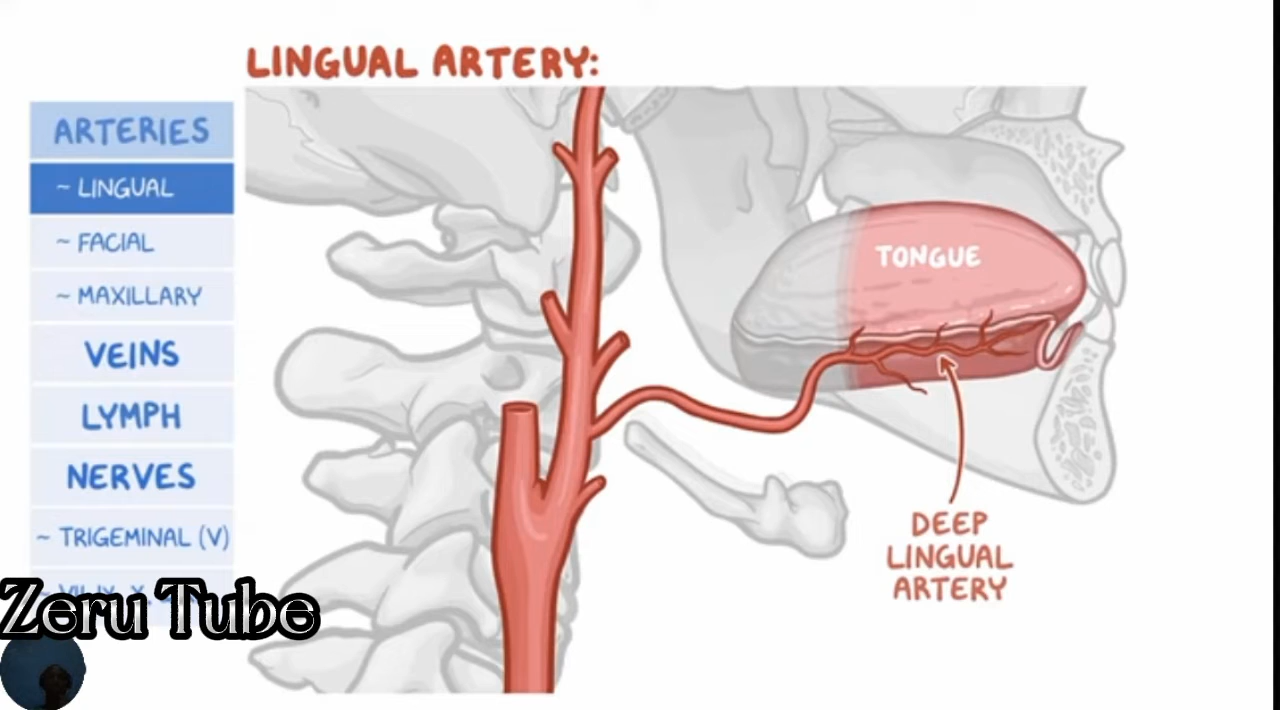 LINGUAL ARTERY:
ARTERIES
~ LINGUAL
~ FACIAL
~ MAXILLARY
VEINS
LYMPH
NERVES
~ TRIGEMINAL (V)
Zeru Tube
TONGUE
DEEP
LINGUAL
ARTERY